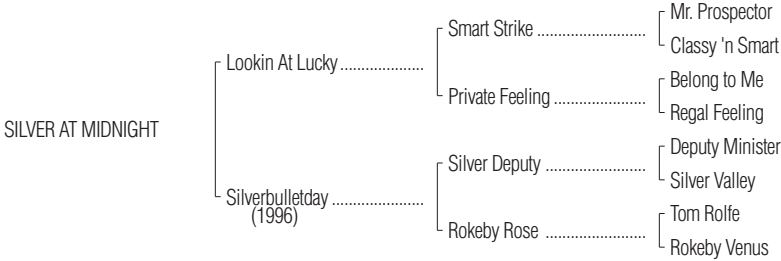 Mr. Prospector
Smart Strike ..........................
Classy 'n Smart
Lookin At Lucky ....................
Belong to Me
Private Feeling ......................
Regal Feeling
SILVER AT MIDNIGHT
Deputy Minister
Silver Deputy ........................
Silver Valley
Silverbulletday ......................
(1996)
Tom Rolfe
Rokeby Rose ........................
Rokeby Venus